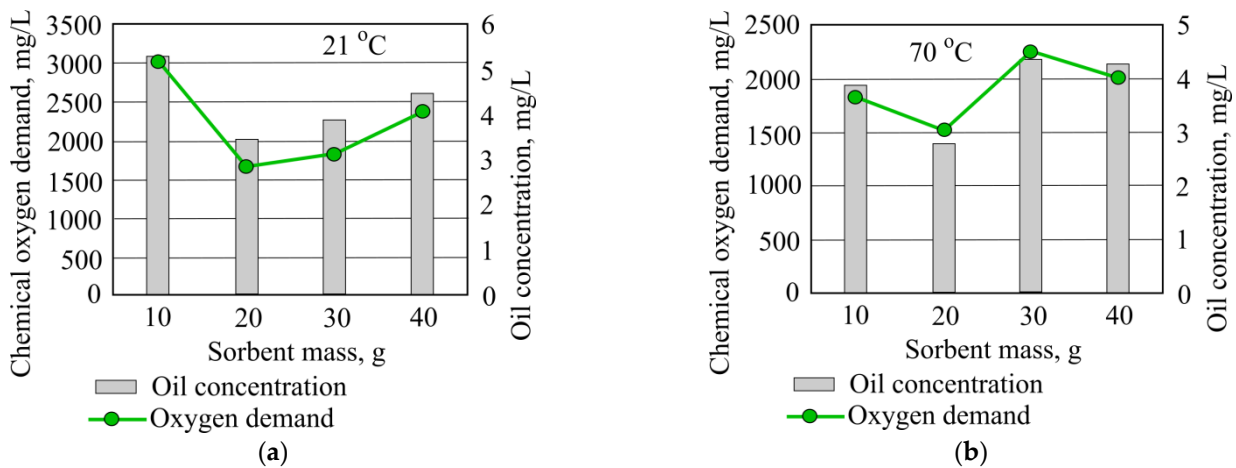 Chemical oxygen demand, mg/L
3500
3000
2500
2000
1500
1000
500
0
21 °C
6
5
4
3
2
1
0
Oil concentration, mg/L
10 20 30 40
Sorbent mass, g
Oil concentration
Oxygen demand
(a)
Chemical oxygen demand, mg/L
2500
2000
1500
1000
500
0
70 °C
5
4
3
2
1
0
Oil concentration, mg/L
10 20 30 40
Sorbent mass, g
Oil concentration
Oxygen demand
(b)